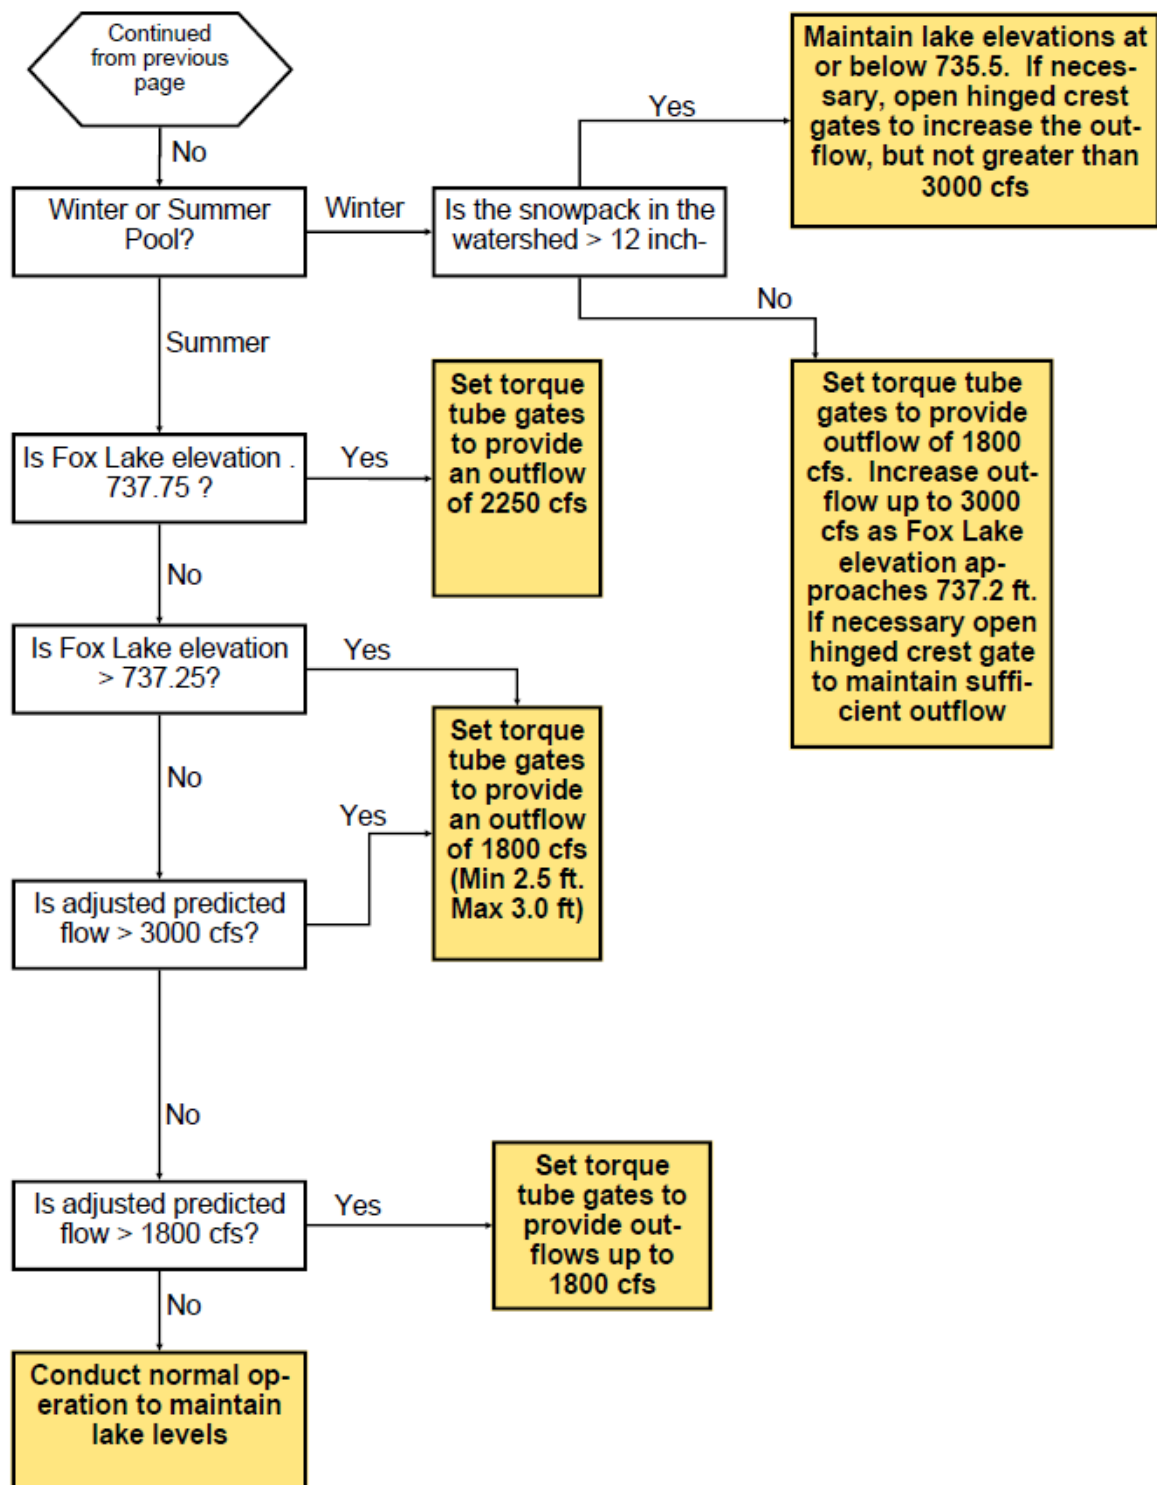 Continued
from previous
page
No
Winter or Summer
Pool?
Winter
Is the snowpack in the
watershed > 12 inch-
Yes
Maintain lake elevations at
or below 735.5. If neces-
sary, open hinged crest
gates to increase the out-
flow, but not greater than
3000 cfs
No
Set torque tube
gates to provide
outflow of 1800
cfs. Increase out-
flow up to 3000
cfs as Fox Lake
elevation ap-
proaches 737.2 ft.
If necessary open
hinged crest gate
to maintain suffi-
cient outflow
Summer
Is Fox Lake elevation .
737.75 ?
Yes
Set torque
tube gates
to provide
an outflow
of 2250 cfs
No
Is Fox Lake elevation
> 737.25?
Yes
Set torque
tube gates
to provide
an outflow
of 1800 cfs
(Min 2.5 ft.
Max 3.0 ft)
No
Is adjusted predicted
flow > 3000 cfs?
Yes
No
Is adjusted predicted
flow > 1800 cfs?
Yes
Set torque
tube gates to
provide out-
flows up to
1800 cfs
No
Conduct normal op-
eration to maintain
lake levels